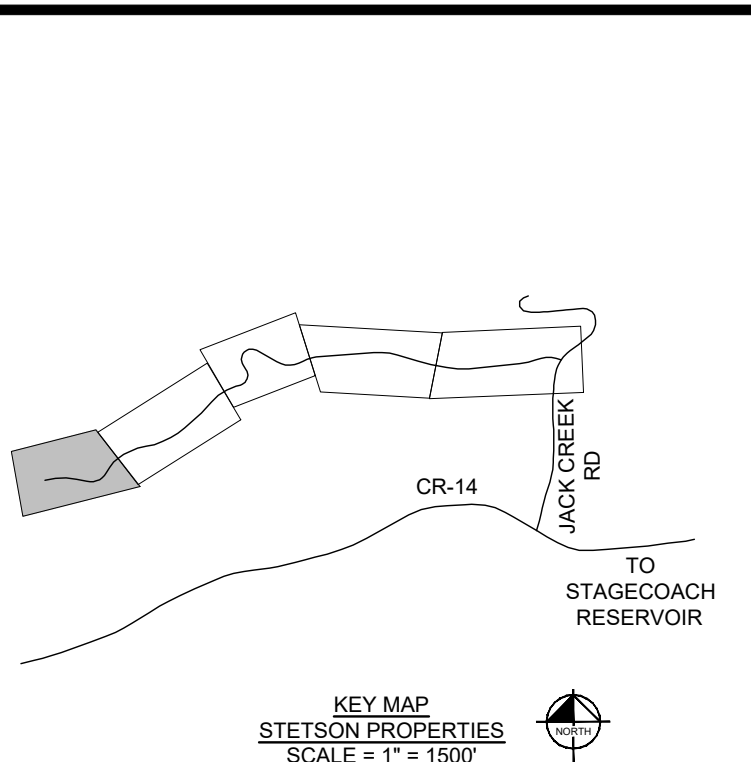 JACK CREEK
RD
CR-14
TO
STAGECOACH
RESERVOIR
KEY MAP
STETSON PROPERTIES
SCALE = 1" = 1500'
NORTH